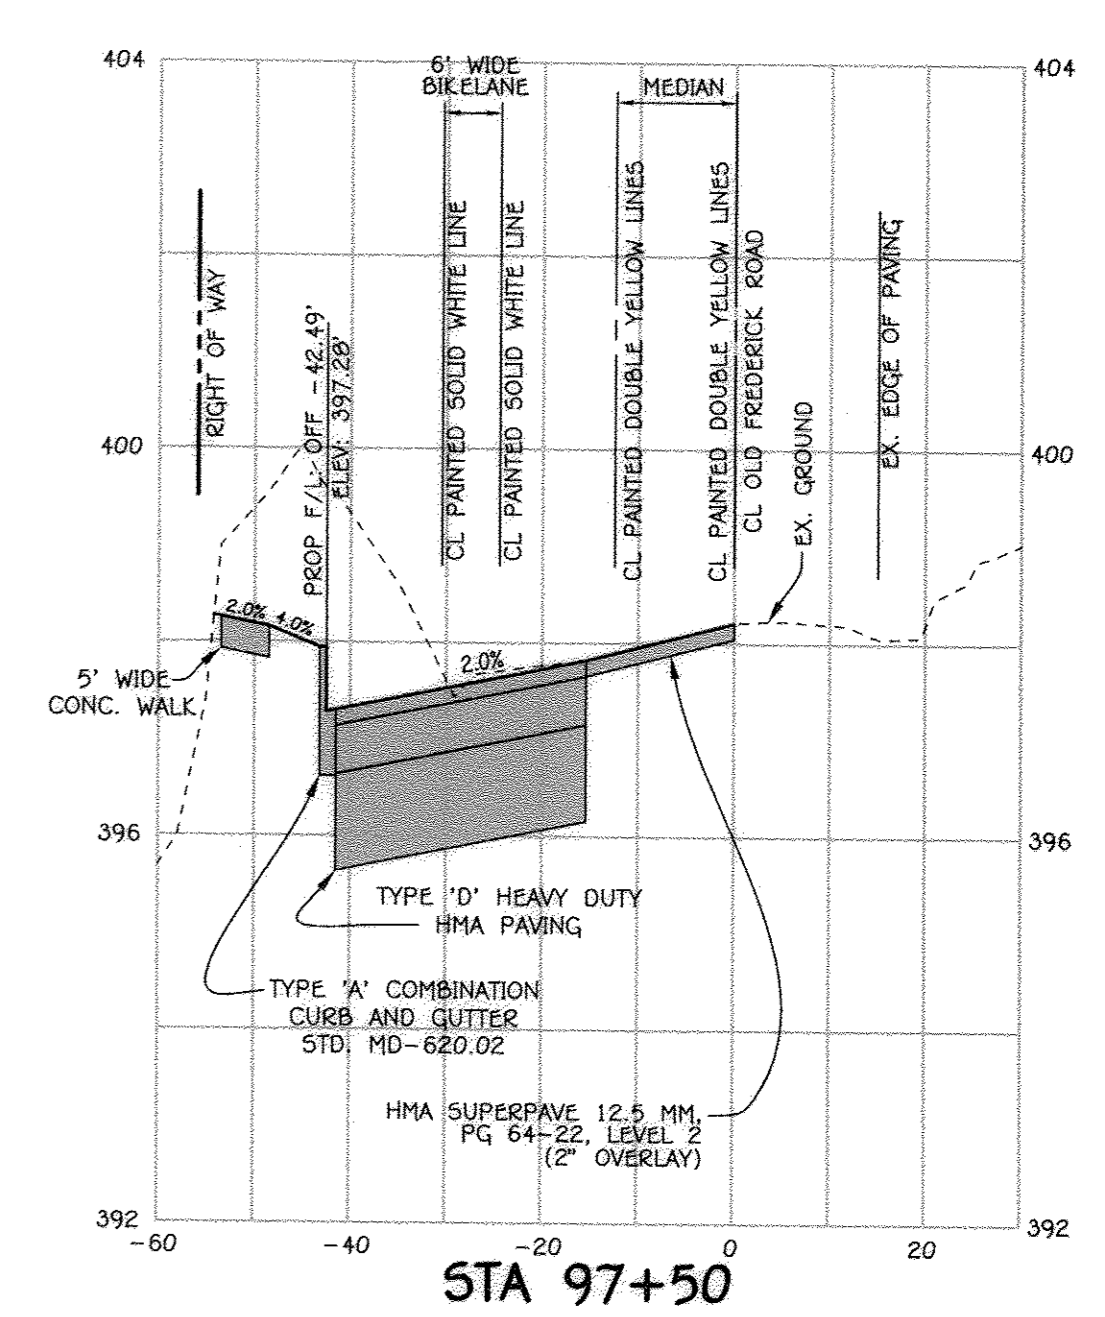 404
404
6' WIDE
BIKELANE
MEDIAN
RIGHT OF WAY
PROP F/L: OFF -42.49'
ELEV: 397.28'
CL PAINTED SOLID WHITE LINE
CL PAINTED SOLID WHITE LINE
CL PAINTED DOUBLE YELLOW LINES
CL PAINTED DOUBLE YELLOW LINES
CL OLD FREDERICK ROAD
EX. GROUND
EX. EDGE OF PAVING
400
400
2.0%
4.0%
2.0%
5' WIDE
CONC. WALK
396
396
TYPE 'D' HEAVY DUTY
HMA PAVING
TYPE 'A' COMBINATION
CURB AND GUTTER
STD. MD-620.02
HMA SUPERPAVE 12.5 MM,
PG 64-22, LEVEL 2
(2" OVERLAY)
392
392
-60
-40
-20
0
20
STA 97+50